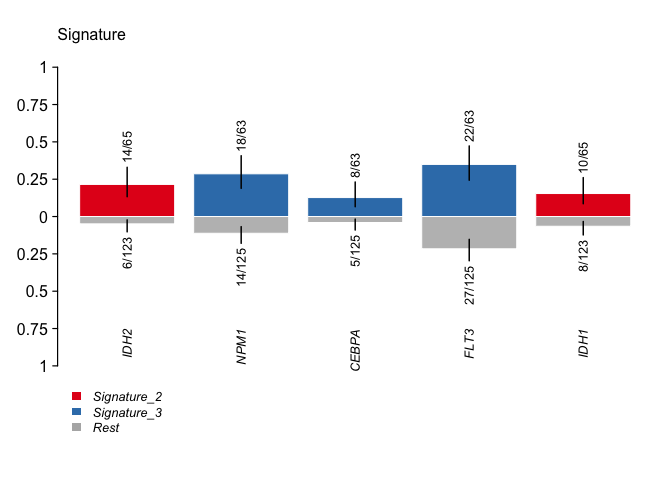 Signature
1
0.75
0.5
0.25
0
0.25
0.5
0.75
1
14/65
18/63
8/63
22/63
10/65
6/123
14/125
5/125
27/125
8/123
IDH2
NPM1
CEBPA
FLT3
IDH1
Signature_2
Signature_3
Rest